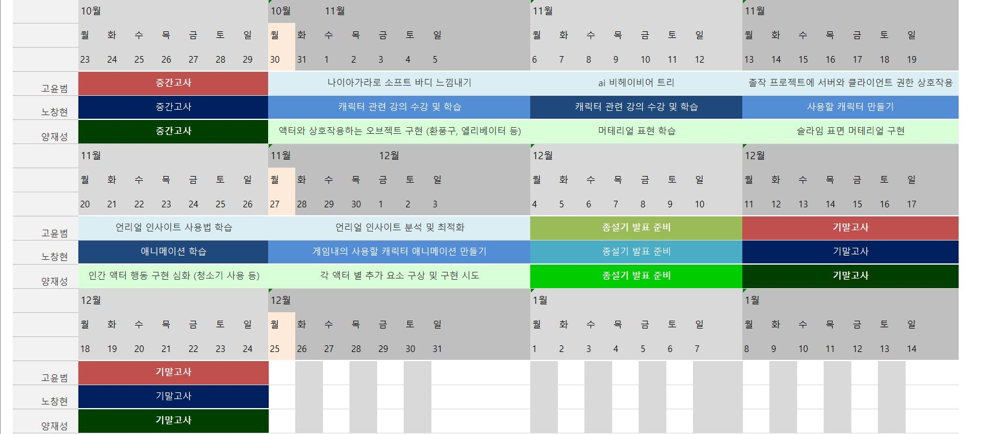 10월 10월 11월 11월 11월
월 화 수 목 금 토 일 월 화 수 목 금 토 일 월 화 수 목 금 토 일 월 화 수 목 금 토 일
23 24 25 26 27 28 29 30 31 1 2 3 4 5 6 7 8 9 10 11 12 13 14 15 16 17 18 19
고윤범 중간고사 나이아가라로 소프트 바디 느낌내기 ai 비헤이비어 트리 졸작 프로젝트에 서버와 클라이언트 권한 상호작용
노창현 중간고사 캐릭터 관련 강의 수강 및 학습 캐릭터 관련 강의 수강 및 학습 사용할 캐릭터 만들기
양재성 중간고사 액터와 상호작용하는 오브젝트 구현 (환풍구, 엘리베이터 등) 머테리얼 표현 학습 슬라임 표면 머테리얼 구현
11월 11월 12월 12월 12월
월 화 수 목 금 토 일 월 화 수 목 금 토 일 월 화 수 목 금 토 일 월 화 수 목 금 토 일
20 21 22 23 24 25 26 27 28 29 30 1 2 3 4 5 6 7 8 9 10 11 12 13 14 15 16 17
고윤범 언리얼 인사이트 사용법 학습 언리얼 인사이트 분석 및 최적화 종설기 발표 준비 기말고사
노창현 애니메이션 학습 게임내의 사용할 캐릭터 애니메이션 만들기 종설기 발표 준비 기말고사
양재성 인간 액터 행동 구현 심화 (청소기 사용 등) 각 액터 별 추가 요소 구상 및 구현 시도 종설기 발표 준비 기말고사
12월 12월 1월 1월
월 화 수 목 금 토 일 월 화 수 목 금 토 일 월 화 수 목 금 토 일 월 화 수 목 금 토 일
18 19 20 21 22 23 24 25 26 27 28 29 30 31 1 2 3 4 5 6 7 8 9 10 11 12 13 14
고윤범 기말고사
노창현 기말고사
양재성 기말고사